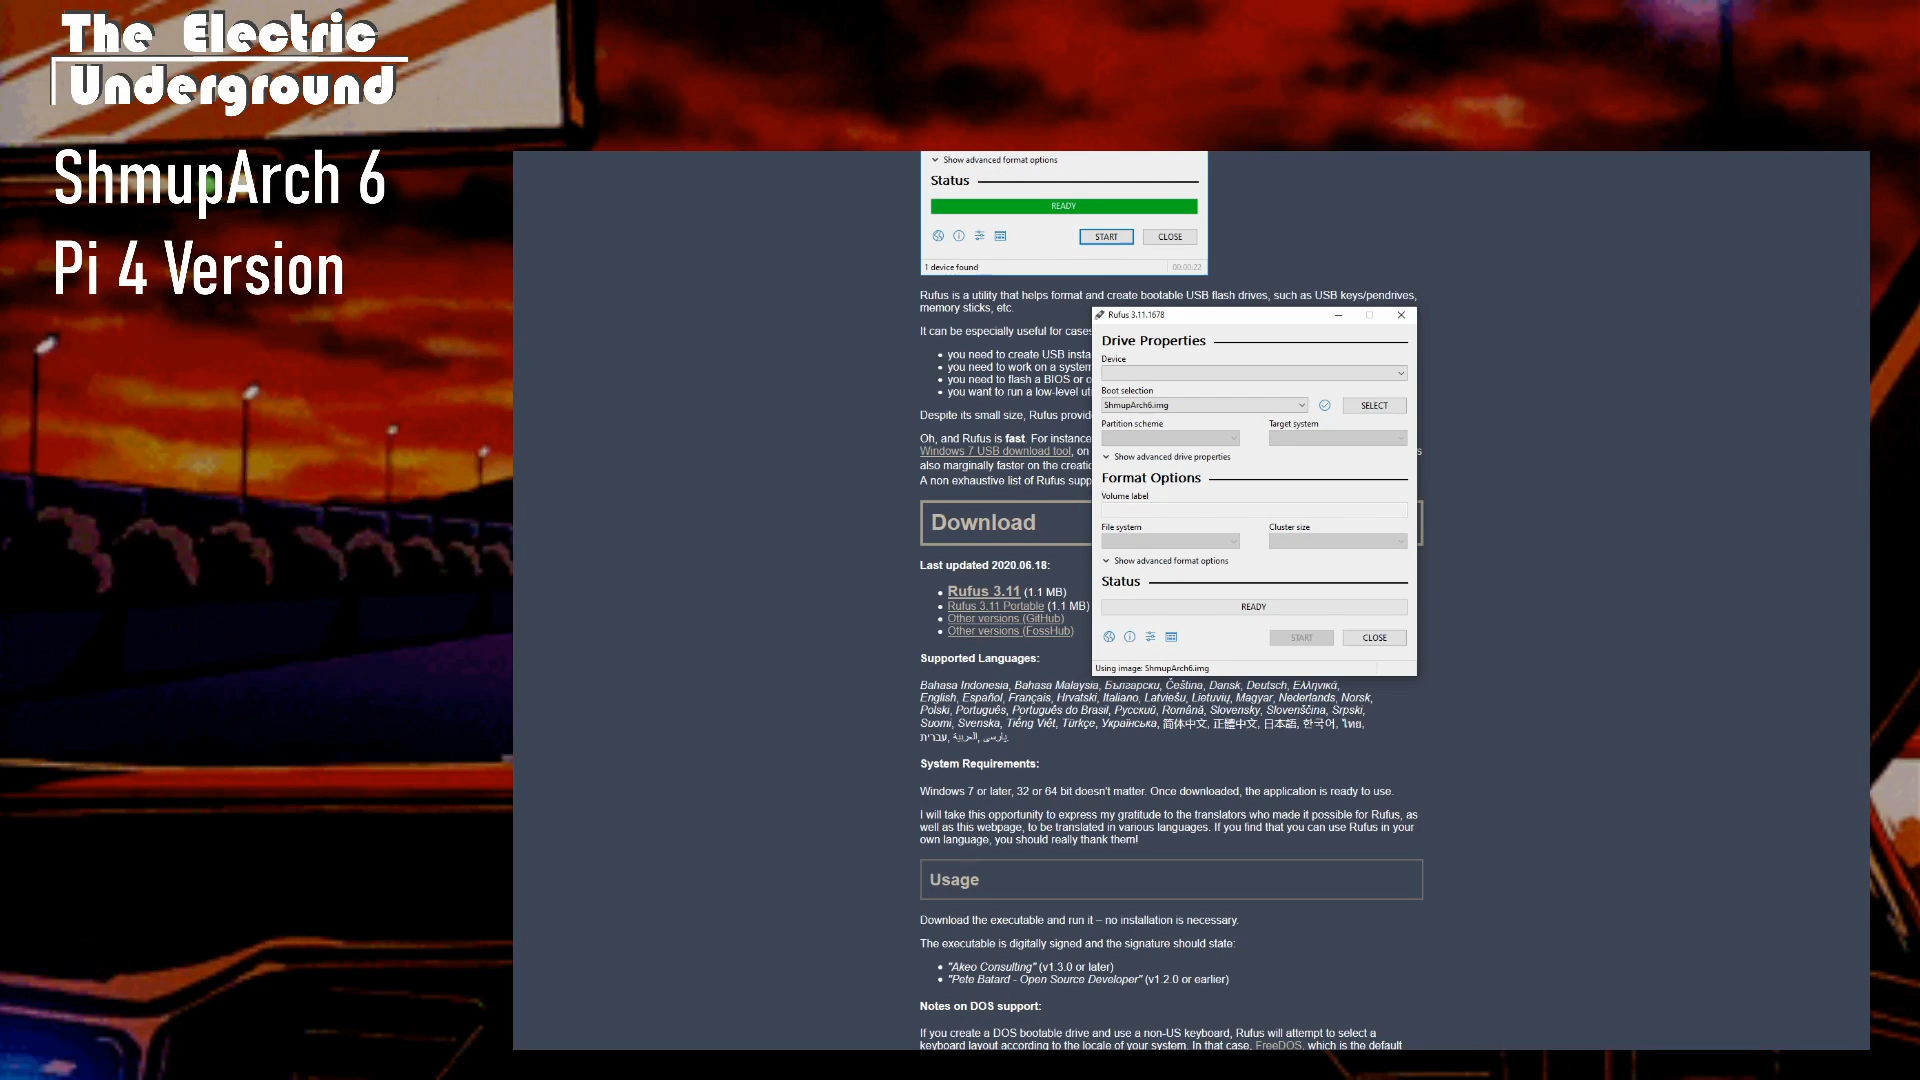 The Electric
Underground
ShmupArch 6
Pi 4 Version
Show advanced format options
Status
READY
START
CLOSE
1 device found
00:00:22
Rufus is a utility that helps format and create bootable USB flash drives, such as USB keys/pendrives,
memory sticks, etc.
It can be especially useful for cases
you need to create USB insta
you need to work on a system
you need to flash a BIOS or o
you want to run a low-level ut
Despite its small size, Rufus provid
Oh, and Rufus is fast. For instance
Windows 7 USB download tool, on
also marginally faster on the creatio
A non exhaustive list of Rufus supp
Download
Last updated 2020.06.18:
Rufus 3.11 (1.1 MB)
Rufus 3.11 Portable (1.1 MB)
Other versions (GitHub)
Other versions (FossHub)
Rufus 3.11.1678
Drive Properties
Device
Boot selection
ShmupArch6.img
SELECT
Partition scheme
Target system
Show advanced drive properties
Format Options
Volume label
File system
Cluster size
Show advanced format options
Status
READY
START
CLOSE
Using image: ShmupArch6.img
Supported Languages:
Bahasa Indonesia, Bahasa Malaysia, Български, Čeština, Dansk, Deutsch, Ελληνικά,
English, Español, Français, Hrvatski, Italiano, Latviešu, Lietuvių, Magyar, Nederlands, Norsk,
Polski, Português, Português do Brasil, Русский, Română, Slovensky, Slovenščina, Srpski,
Suomi, Svenska, Tiếng Việt, Türkçe, Українська, 简体中文, 正體中文, 日本語, 한국어, ไทย,
עברית, العربية, پارسی.
System Requirements:
Windows 7 or later, 32 or 64 bit doesn't matter. Once downloaded, the application is ready to use.
I will take this opportunity to express my gratitude to the translators who made it possible for Rufus, as
well as this webpage, to be translated in various languages. If you find that you can use Rufus in your
own language, you should really thank them!
Usage
Download the executable and run it – no installation is necessary.
The executable is digitally signed and the signature should state:
"Akeo Consulting" (v1.3.0 or later)
"Pete Batard - Open Source Developer" (v1.2.0 or earlier)
Notes on DOS support:
If you create a DOS bootable drive and use a non-US keyboard, Rufus will attempt to select a
keyboard layout according to the locale of your system. In that case, FreeDOS, which is the default